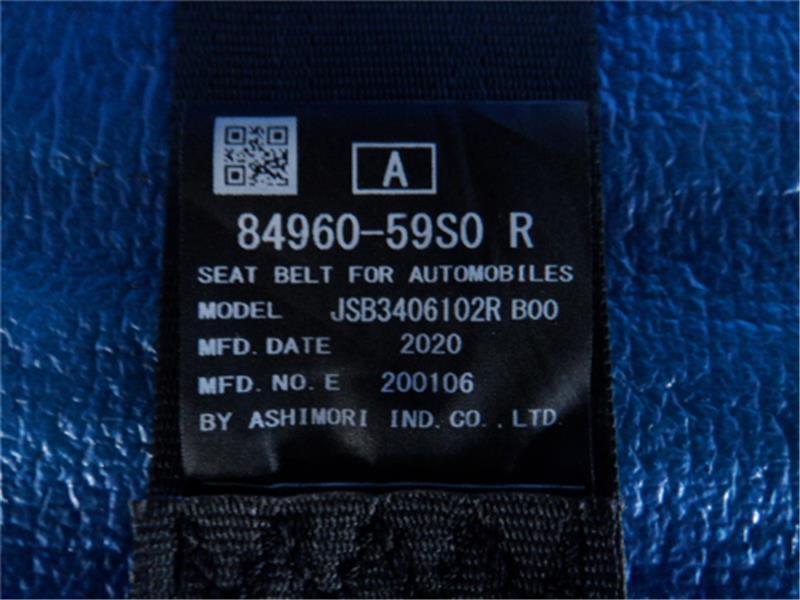 A
84960-59S0 R
SEAT BELT FOR AUTOMOBILES
MODEL JSB3406102R B00
MFD. DATE 2020
MFD. NO. E 200106
BY ASHIMORI IND. CO., LTD.